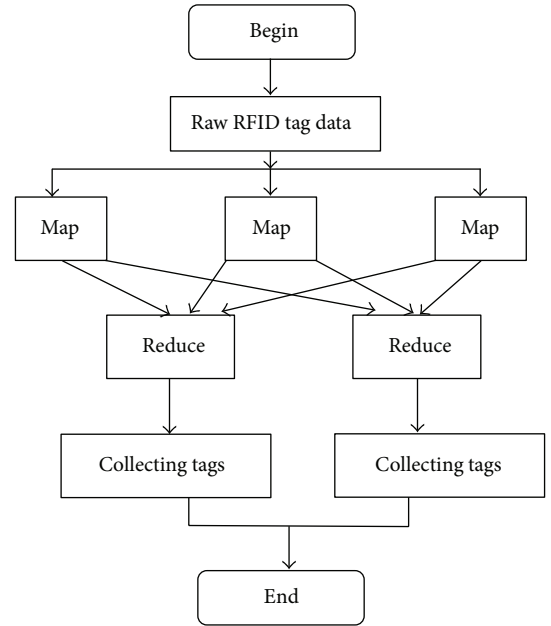 Begin
Raw RFID tag data
Map
Map
Map
Reduce
Reduce
Collecting tags
Collecting tags
End